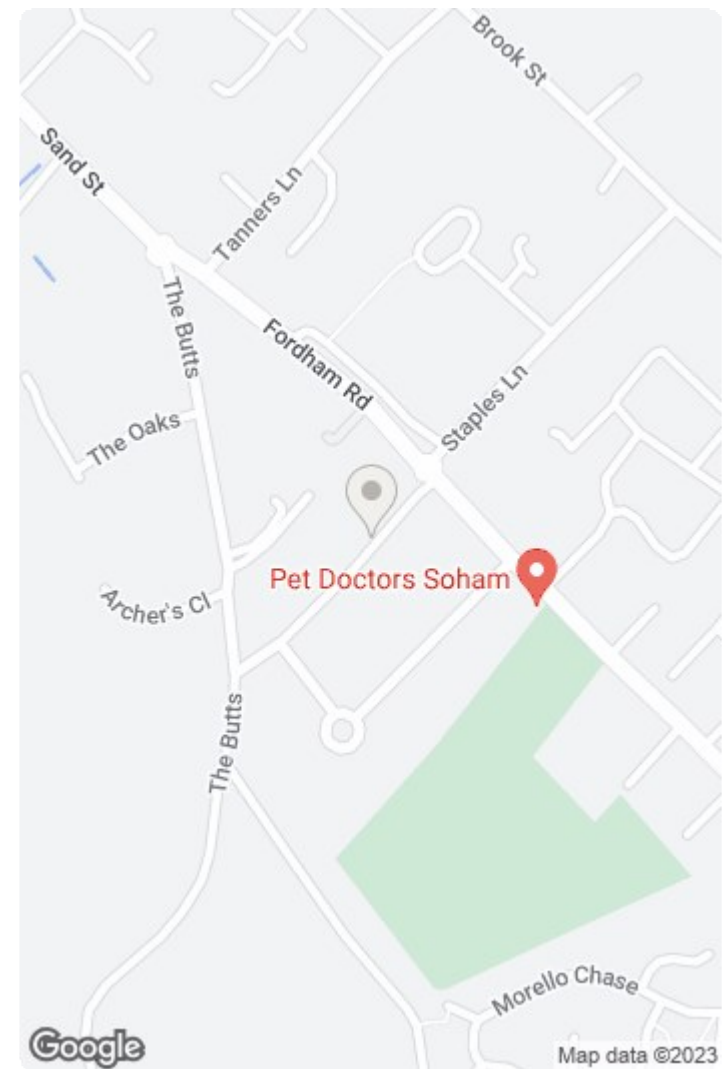 Brook St
Sand St
Tanners Ln
The Butts
Fordham Rd
Staples Ln
The Oaks
Pet Doctors Soham
Archer's Cl
The Butts
Morello Chase
Google
Map data ©2023